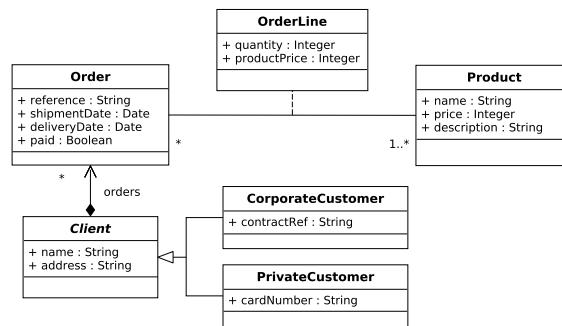 OrderLine
+ quantity : Integer
+ productPrice : Integer
Order
+ reference : String
+ shipmentDate : Date
+ deliveryDate : Date
+ paid : Boolean
Product
+ name : String
+ price : Integer
+ description : String
*
1..*
*
orders
Client
+ name : String
+ address : String
CorporateCustomer
+ contractRef : String
PrivateCustomer
+ cardNumber : String